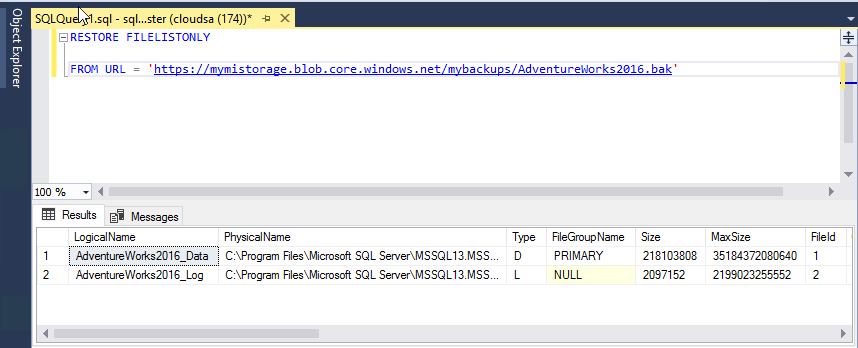 Object Explorer
SQLQue 1.sql - sql...ster (cloudsa (174))*
RESTORE FILELISTONLY
FROM URL = 'https://mymistorage.blob.core.windows.net/mybackups/AdventureWorks2016.bak'
100 %
Results Messages
LogicalName PhysicalName Type FileGroupName Size MaxSize FileId
1 AdventureWorks2016_Data C:\Program Files\Microsoft SQL Server\MSSQL13.MSS... D PRIMARY 218103808 35184372080640 1
2 AdventureWorks2016_Log C:\Program Files\Microsoft SQL Server\MSSQL13.MSS... L NULL 2097152 2199023255552 2